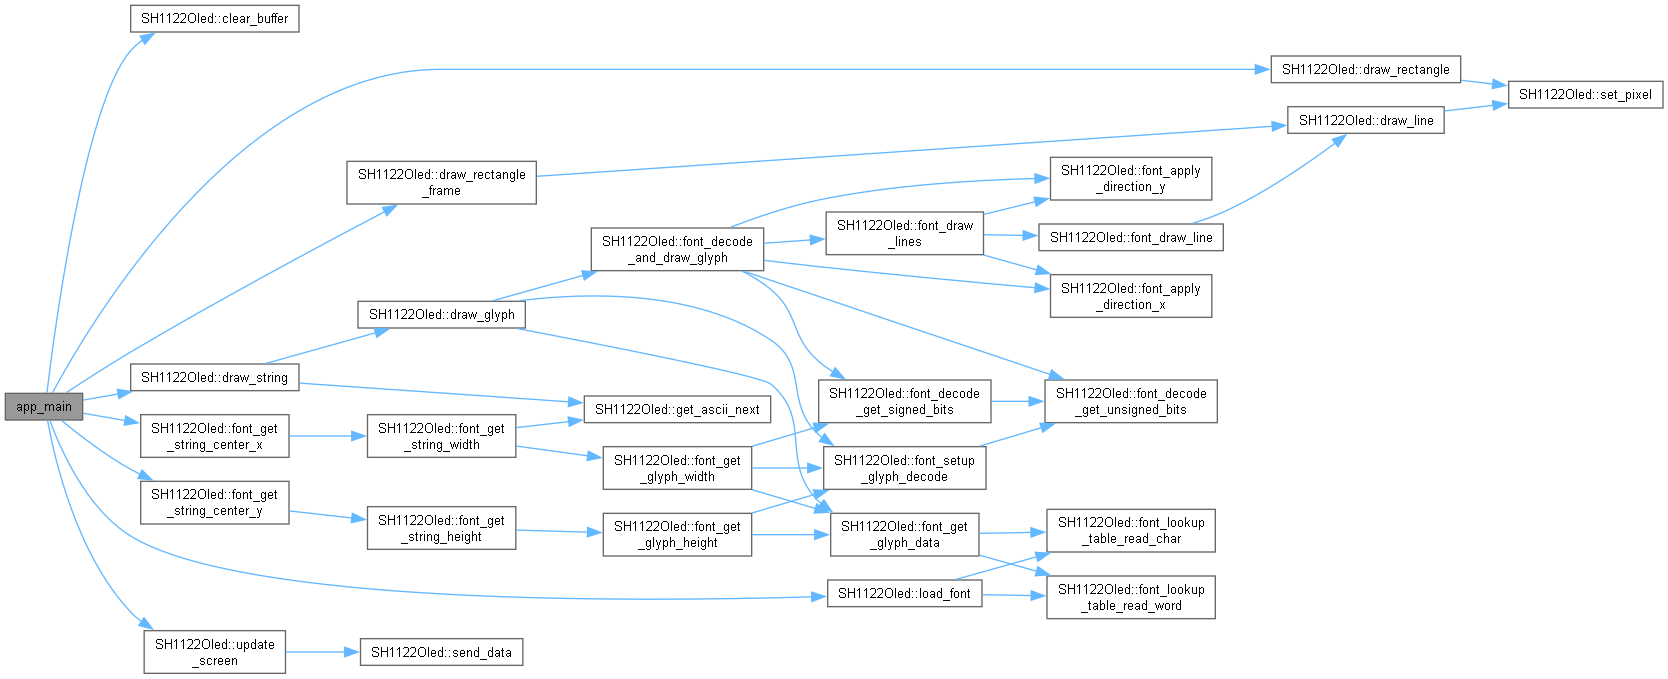 SH1122Oled::clear_buffer
SH1122Oled::draw_rectangle
SH1122Oled::set_pixel
SH1122Oled::draw_line
SH1122Oled::draw_rectangle
_frame
SH1122Oled::font_apply
_direction_y
SH1122Oled::font_draw
_lines
SH1122Oled::font_draw_line
SH1122Oled::font_decode
_and_draw_glyph
SH1122Oled::font_apply
_direction_x
SH1122Oled::draw_glyph
SH1122Oled::draw_string
app_main
SH1122Oled::get_ascii_next
SH1122Oled::font_decode
_get_signed_bits
SH1122Oled::font_decode
_get_unsigned_bits
SH1122Oled::font_get
_string_center_x
SH1122Oled::font_get
_string_width
SH1122Oled::font_get
_glyph_width
SH1122Oled::font_setup
_glyph_decode
SH1122Oled::font_get
_string_center_y
SH1122Oled::font_get
_string_height
SH1122Oled::font_get
_glyph_height
SH1122Oled::font_get
_glyph_data
SH1122Oled::font_lookup
_table_read_char
SH1122Oled::load_font
SH1122Oled::font_lookup
_table_read_word
SH1122Oled::update
_screen
SH1122Oled::send_data